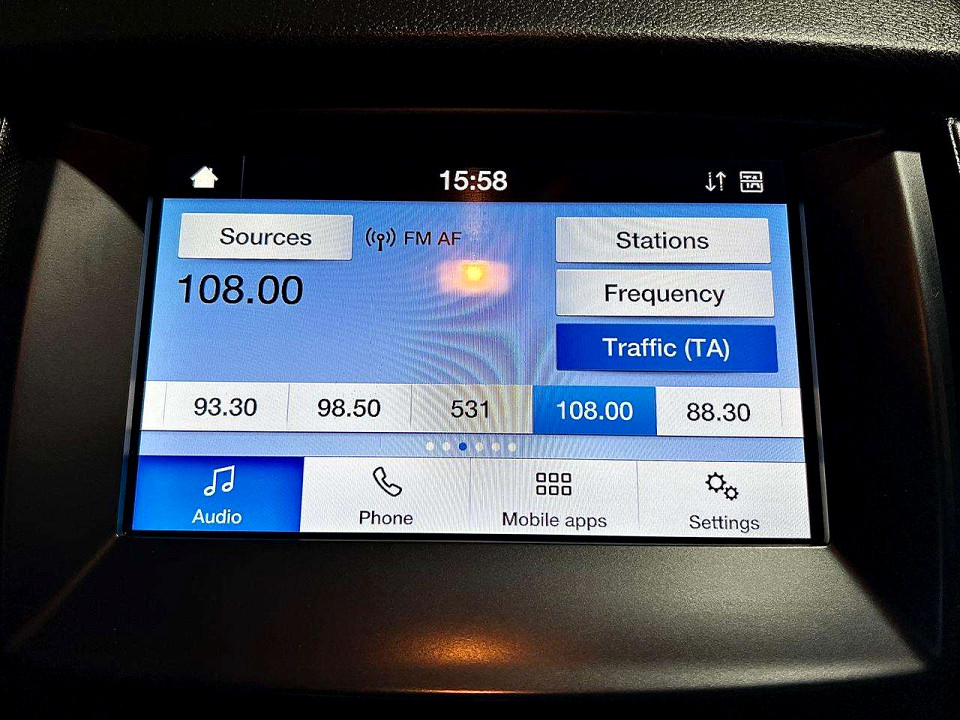 15:58 TA
Sources FM AF Stations
108.00 Frequency
Traffic (TA)
93.30 98.50 531 108.00 88.30
Audio Phone Mobile apps Settings